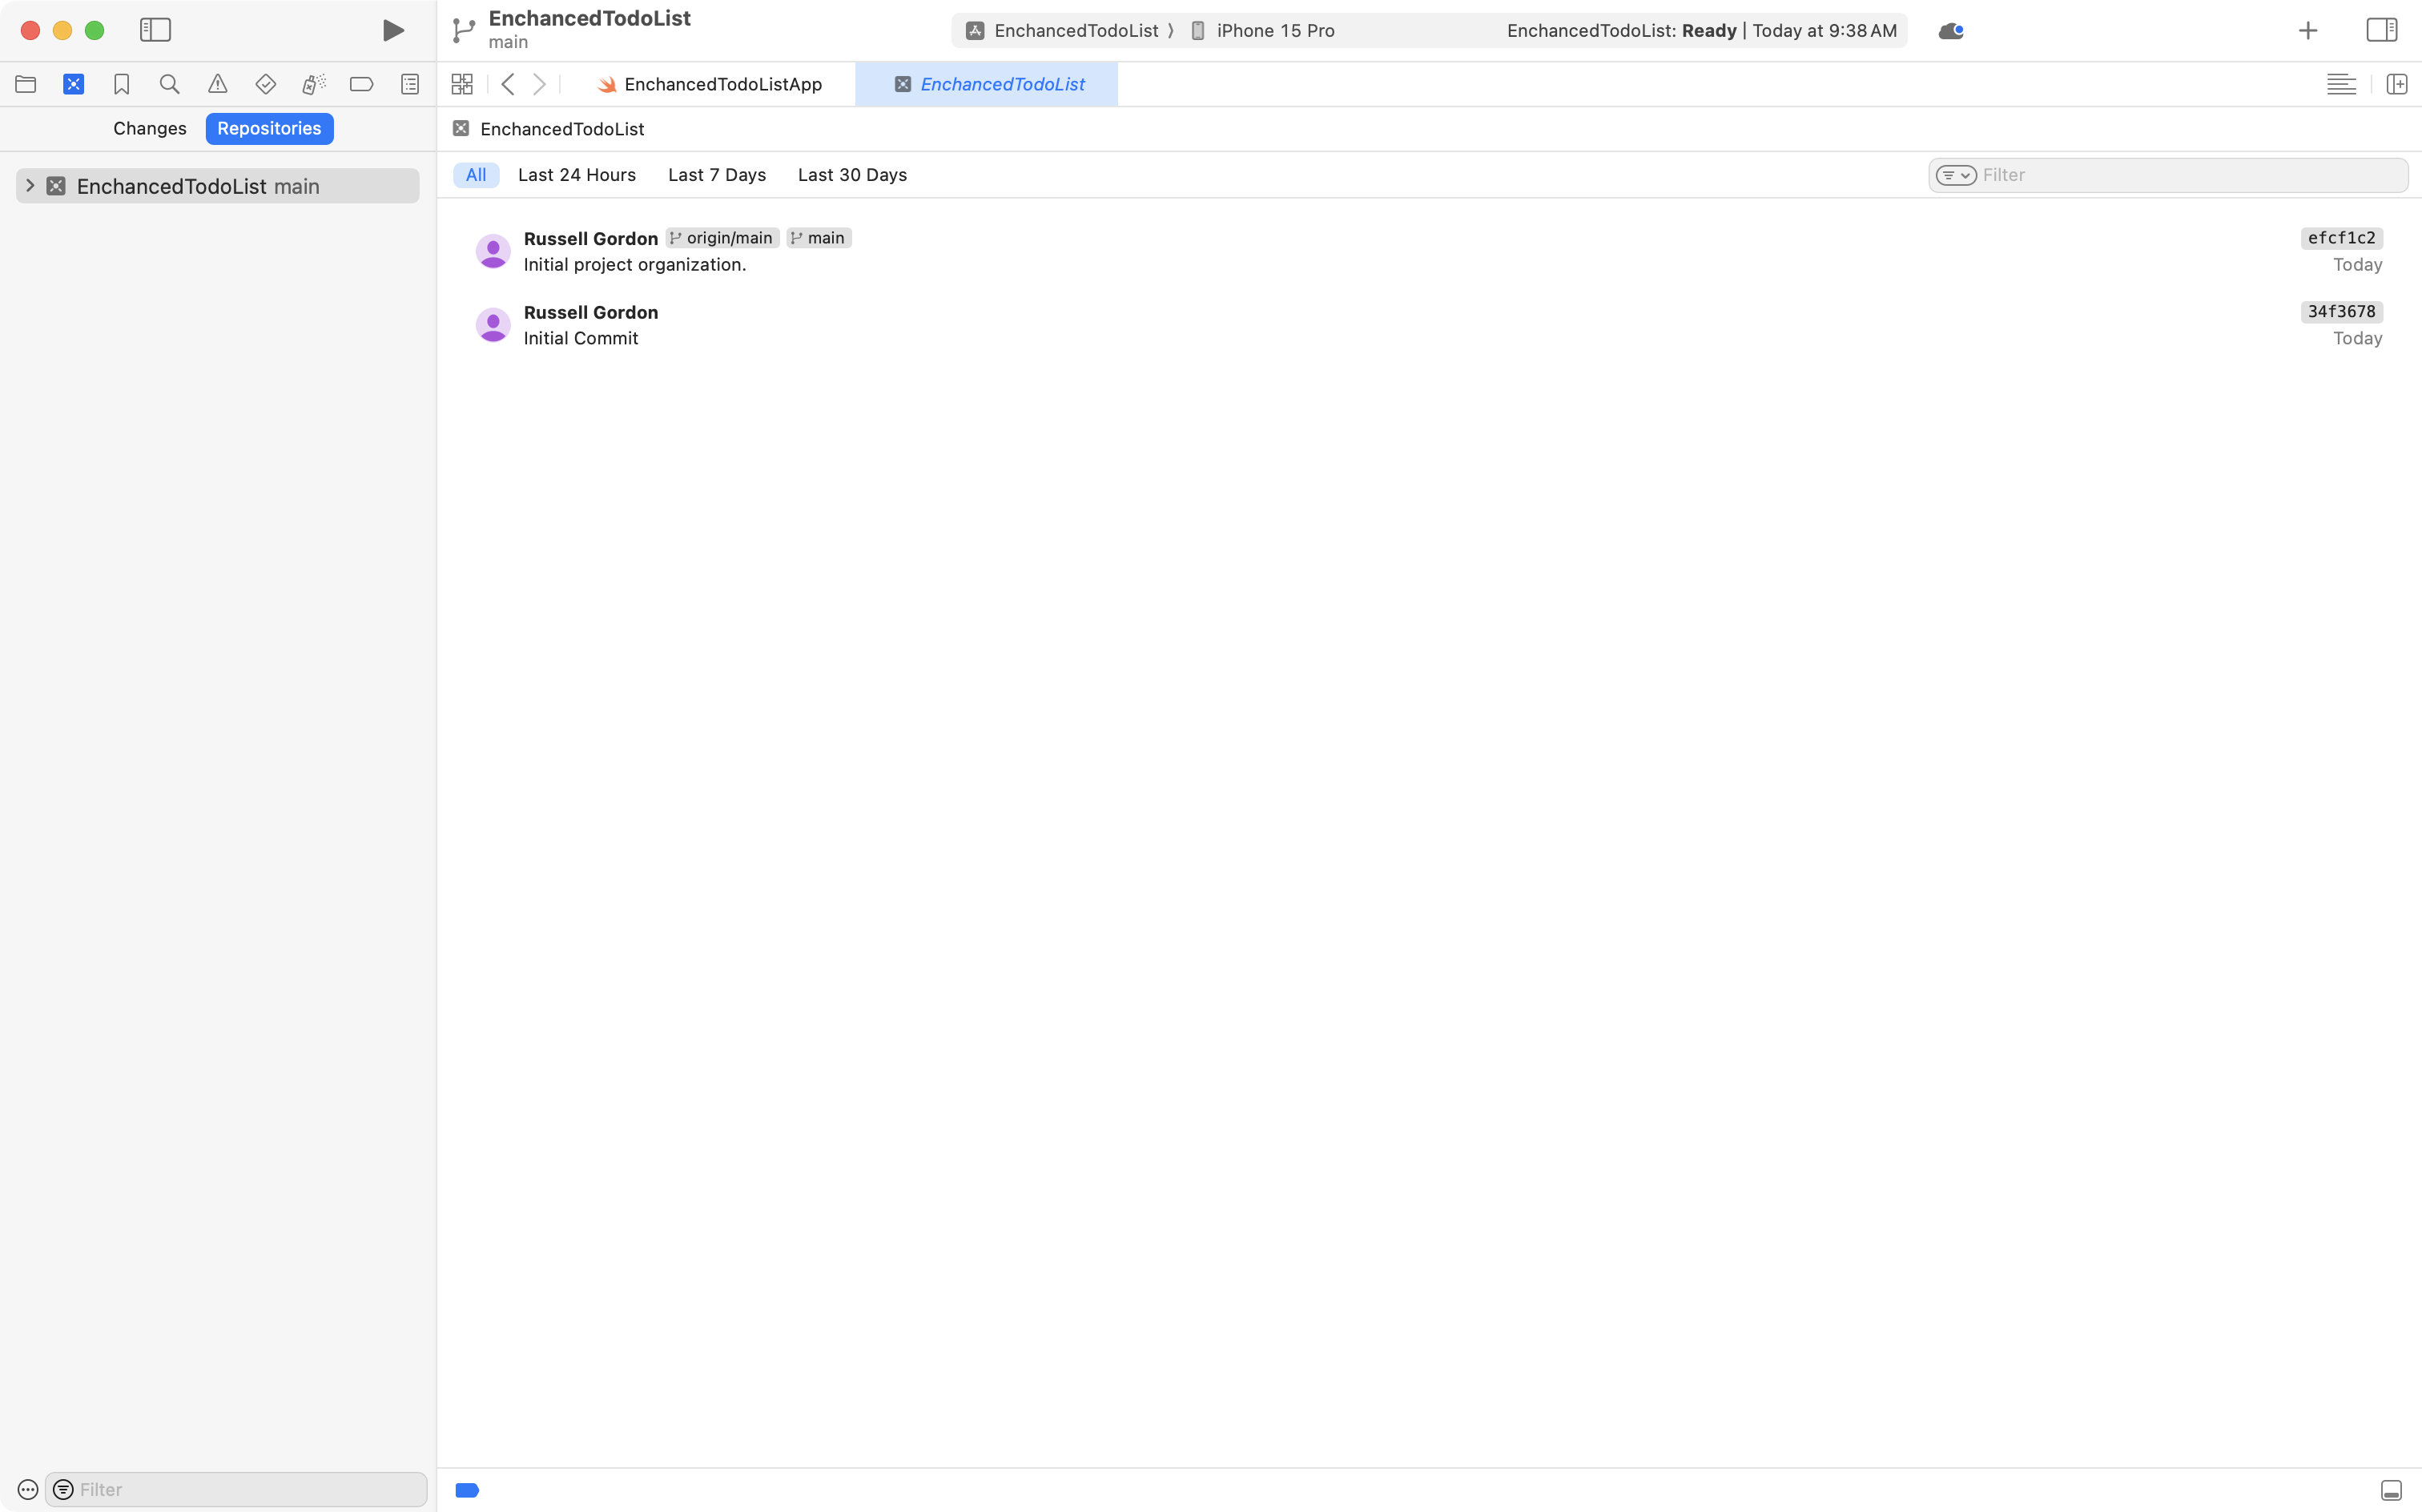 EnchancedTodoList
main
EnchancedTodoList
iPhone 15 Pro
EnchancedTodoList: Ready | Today at 9:38 AM
EnchancedTodoListApp
EnchancedTodoList
Changes
Repositories
EnchancedTodoList
EnchancedTodoList main
All
Last 24 Hours
Last 7 Days
Last 30 Days
Filter
Russell Gordon origin/main main
efcf1c2
Initial project organization.
Today
Russell Gordon
34f3678
Initial Commit
Today
Filter